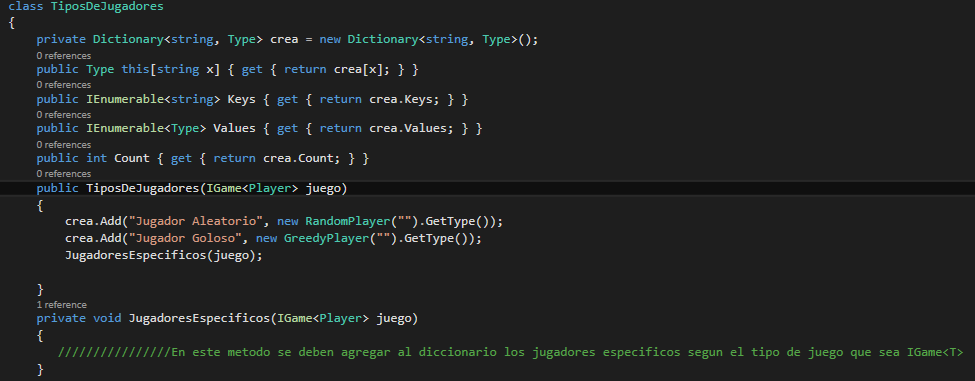 class TiposDeJugadores
{
private Dictionary<string, Type> crea = new Dictionary<string, Type>();
0 references
public Type this[string x] { get { return crea[x]; } }
0 references
public IEnumerable<string> Keys { get { return crea.Keys; } }
0 references
public IEnumerable<Type> Values { get { return crea.Values; } }
0 references
public int Count { get { return crea.Count; } }
0 references
public TiposDeJugadores(IGame<Player> juego)
{
crea.Add("Jugador Aleatorio", new RandomPlayer("").GetType());
crea.Add("Jugador Goloso", new GreedyPlayer("").GetType());
JugadoresEspecificos(juego);
}
1 reference
private void JugadoresEspecificos(IGame<Player> juego)
{
////////////////En este metodo se deben agregar al diccionario los jugadores especificos segun el tipo de juego que sea IGame<T>
}